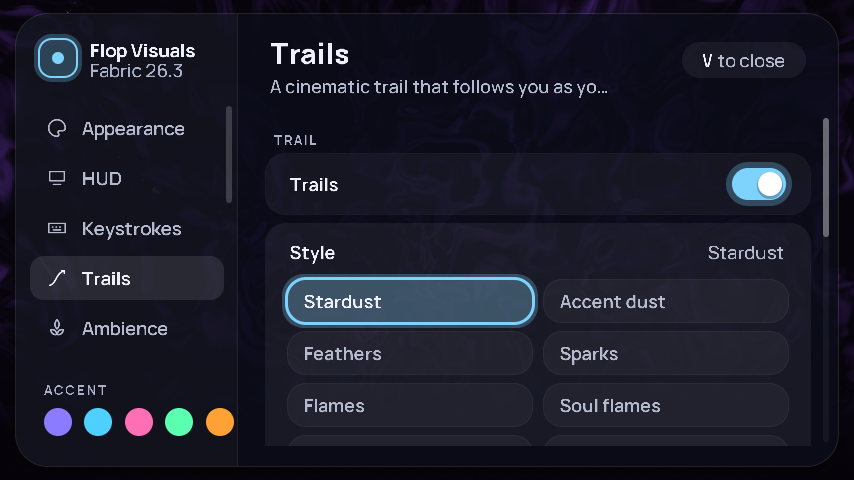 Flop Visuals
Fabric 26.3
Appearance
HUD
Keystrokes
Trails
Ambience
ACCENT
Trails
A cinematic trail that follows you as yo…
V to close
TRAIL
Trails
Style
Stardust
Stardust
Accent dust
Feathers
Sparks
Flames
Soul flames